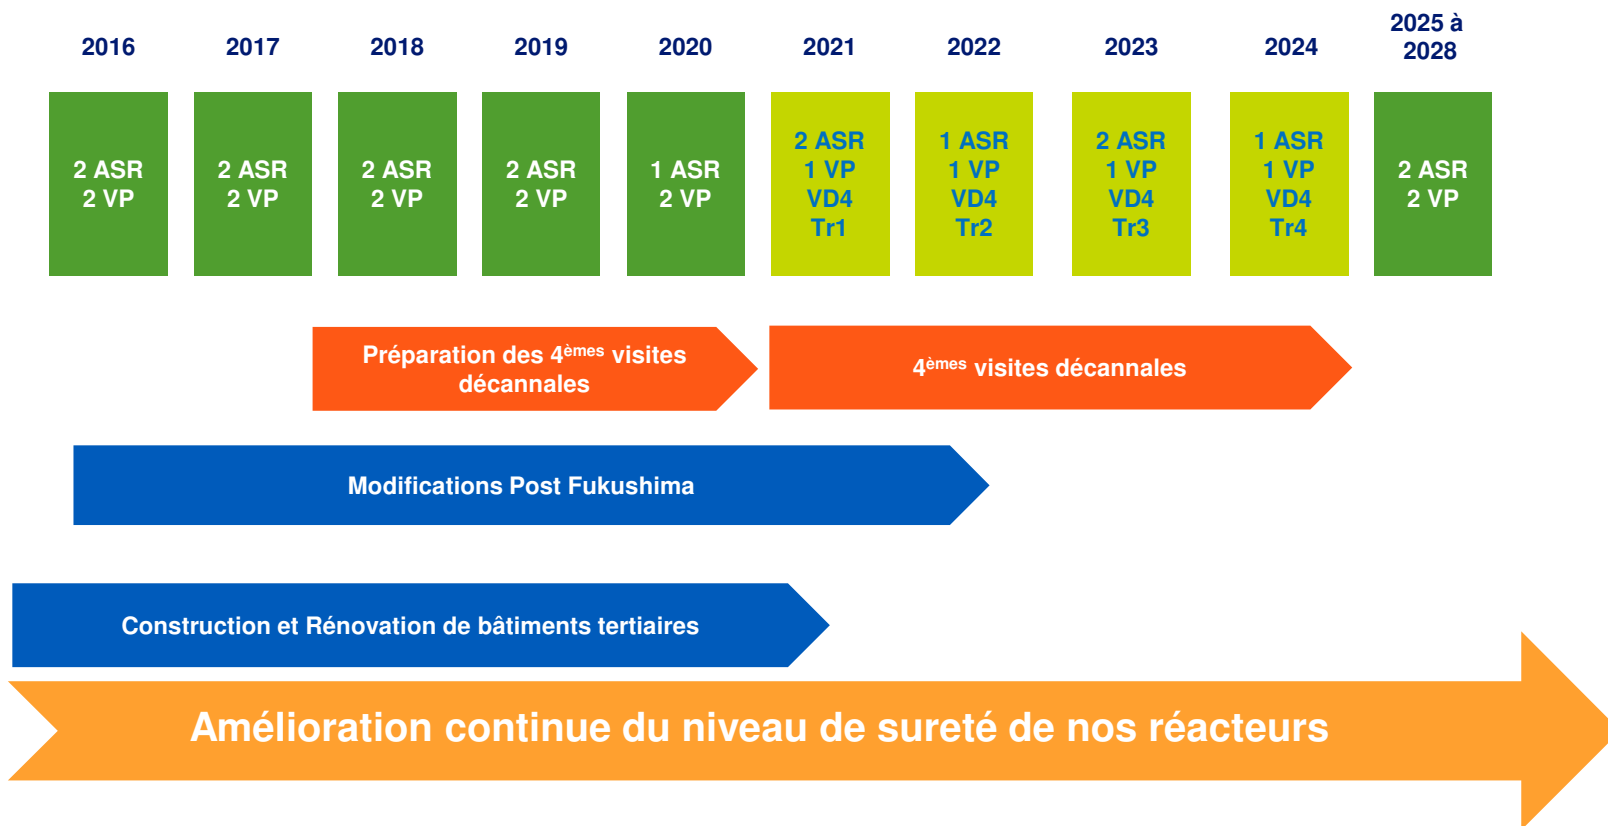 2016
2017
2018
2019
2020
2021
2022
2023
2024
2025 à
2028
2 ASR
2 VP
2 ASR
2 VP
2 ASR
2 VP
2 ASR
2 VP
1 ASR
2 VP
2 ASR
1 VP
VD4
Tr1
1 ASR
1 VP
VD4
Tr2
2 ASR
1 VP
VD4
Tr3
1 ASR
1 VP
VD4
Tr4
2 ASR
2 VP
Préparation des 4èmes visites
décannales
4èmes visites décannales
Modifications Post Fukushima
Construction et Rénovation de bâtiments tertiaires
Amélioration continue du niveau de sureté de nos réacteurs